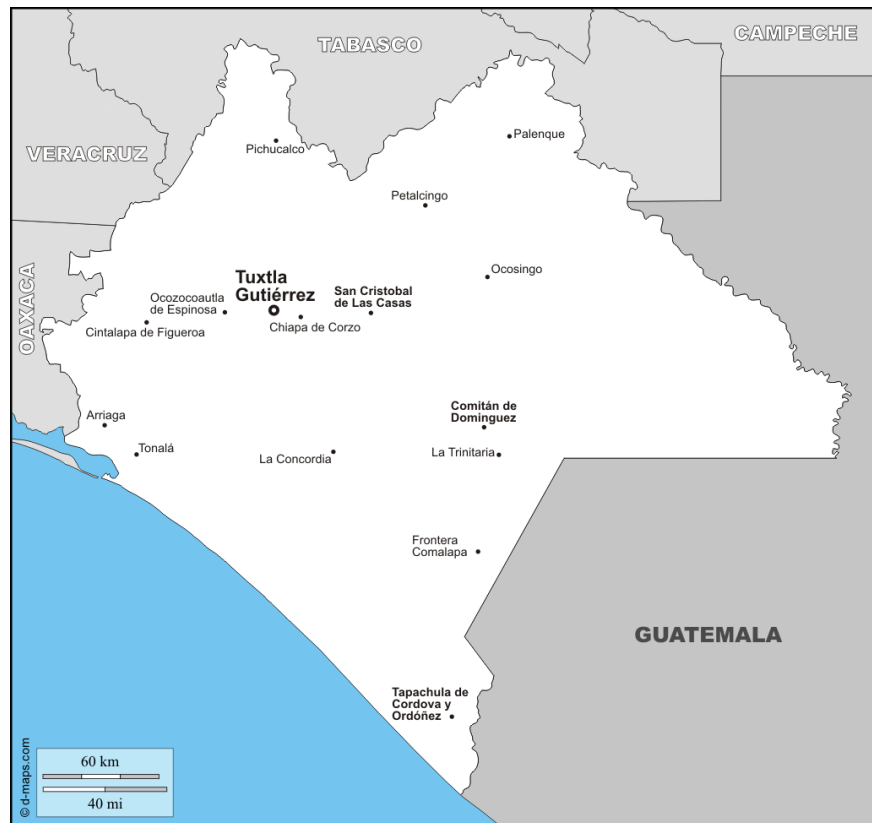 TABASCO
CAMPECHE
VERACRUZ
OAXACA
Pichucalco
Palenque
Petalcingo
Ocosingo
Tuxtla
Gutiérrez
San Cristobal
de Las Casas
Ocozocoautla
de Espinosa
Cintalapa de Figueroa
Chiapa de Corzo
Comitán de
Dominguez
Arriaga
Tonalá
La Concordia
La Trinitaria
Frontera
Comalapa
GUATEMALA
Tapachula de
Cordova y
Ordóñez
60 km
40 mi
© d-maps.com